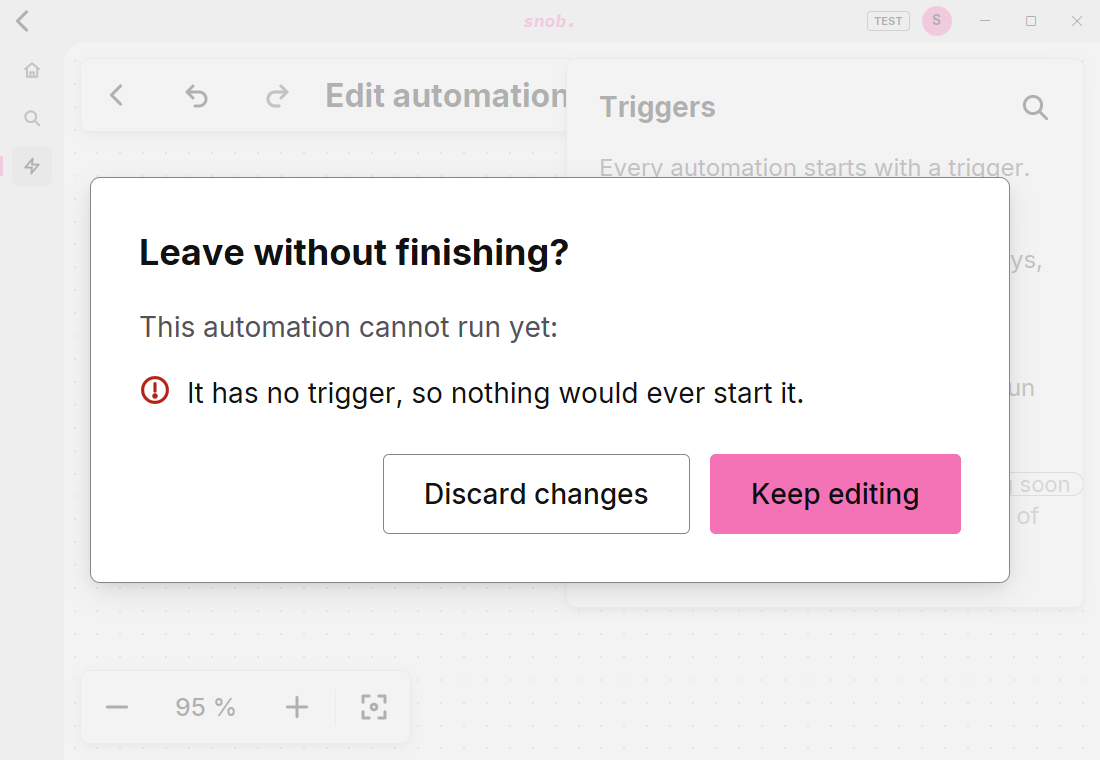 snob.
TEST
S
Edit automation
Triggers
Every automation starts with a trigger.
Leave without finishing?
ys,
This automation cannot run yet:
It has no trigger, so nothing would ever start it.
un
Discard changes
Keep editing
soon
of
95 %